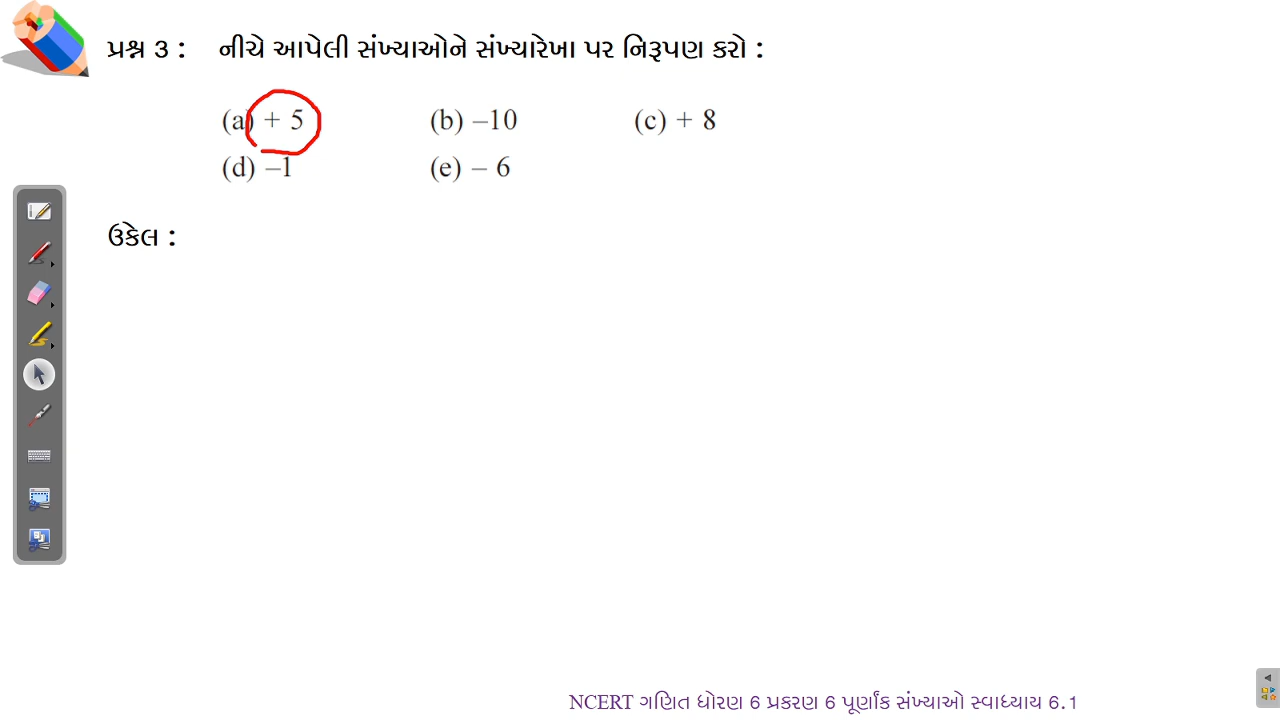 પ્રશ્ન 3 : નીચે આપેલી સંખ્યાઓને સંખ્યારેખા પર નિરૂપણ કરો :
(a) + 5 (b) –10 (c) + 8
(d) –1 (e) – 6
ઉકેલ :
NCERT ગણિત ધોરણ 6 પ્રકરણ 6 પૂર્ણાંક સંખ્યાઓ સ્વાધ્યાય 6.1